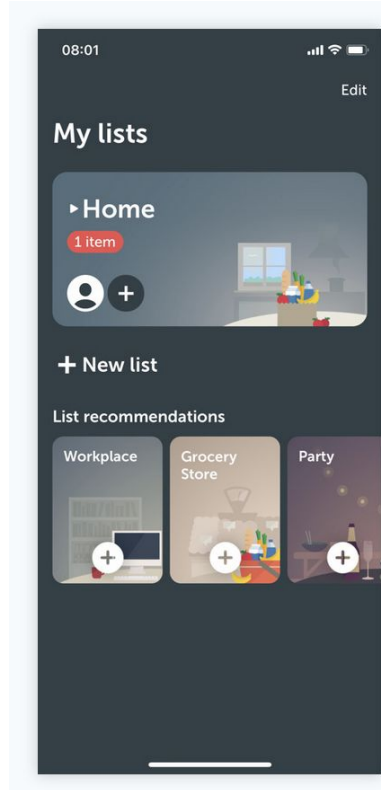 08:01
Edit
My lists
Home
1 item
New list
List recommendations
Workplace
Grocery
Store
Party